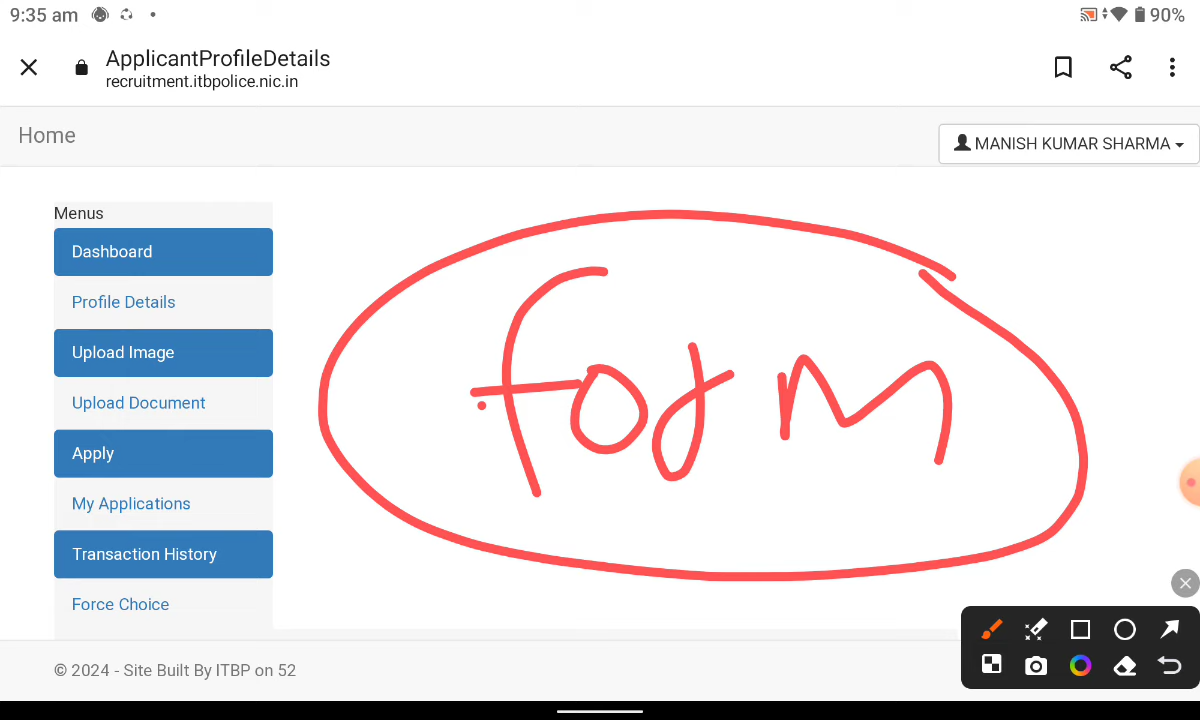 9:35 am
90%
ApplicantProfileDetails
recruitment.itbpolice.nic.in
Home
MANISH KUMAR SHARMA
Menus
Dashboard
Profile Details
Upload Image
Upload Document
Apply
My Applications
Transaction History
Force Choice
Form
© 2024 - Site Built By ITBP on 52